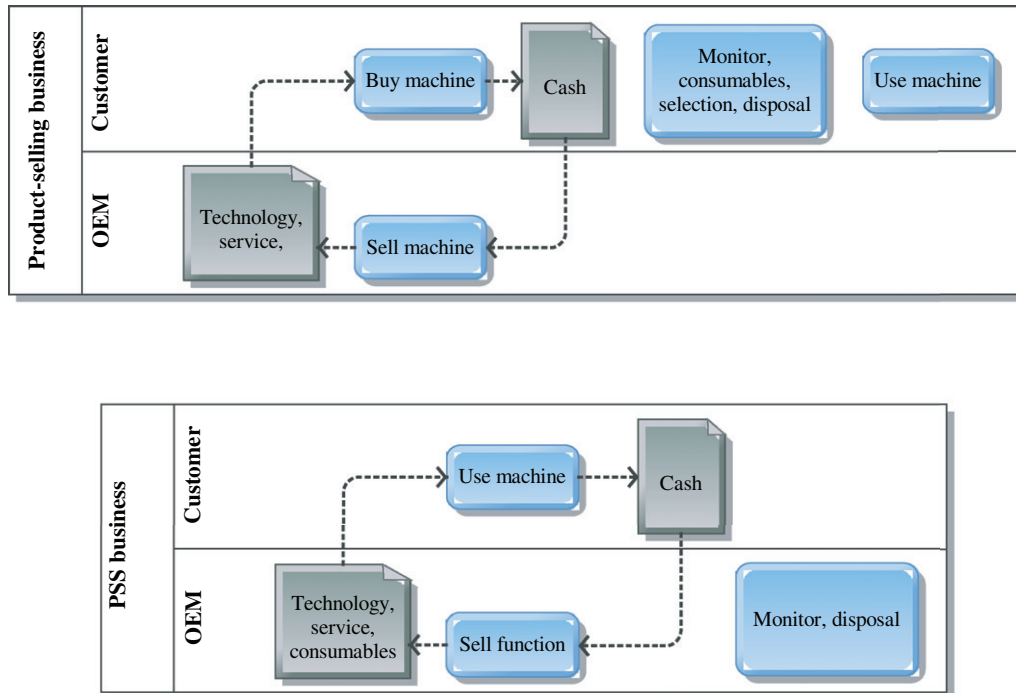 Product-selling business
Customer
Buy machine
Cash
Monitor,
consumables,
selection, disposal
Use machine
OEM
Technology,
service,
Sell machine
PSS business
Customer
Use machine
Cash
OEM
Technology,
service,
consumables
Sell function
Monitor, disposal